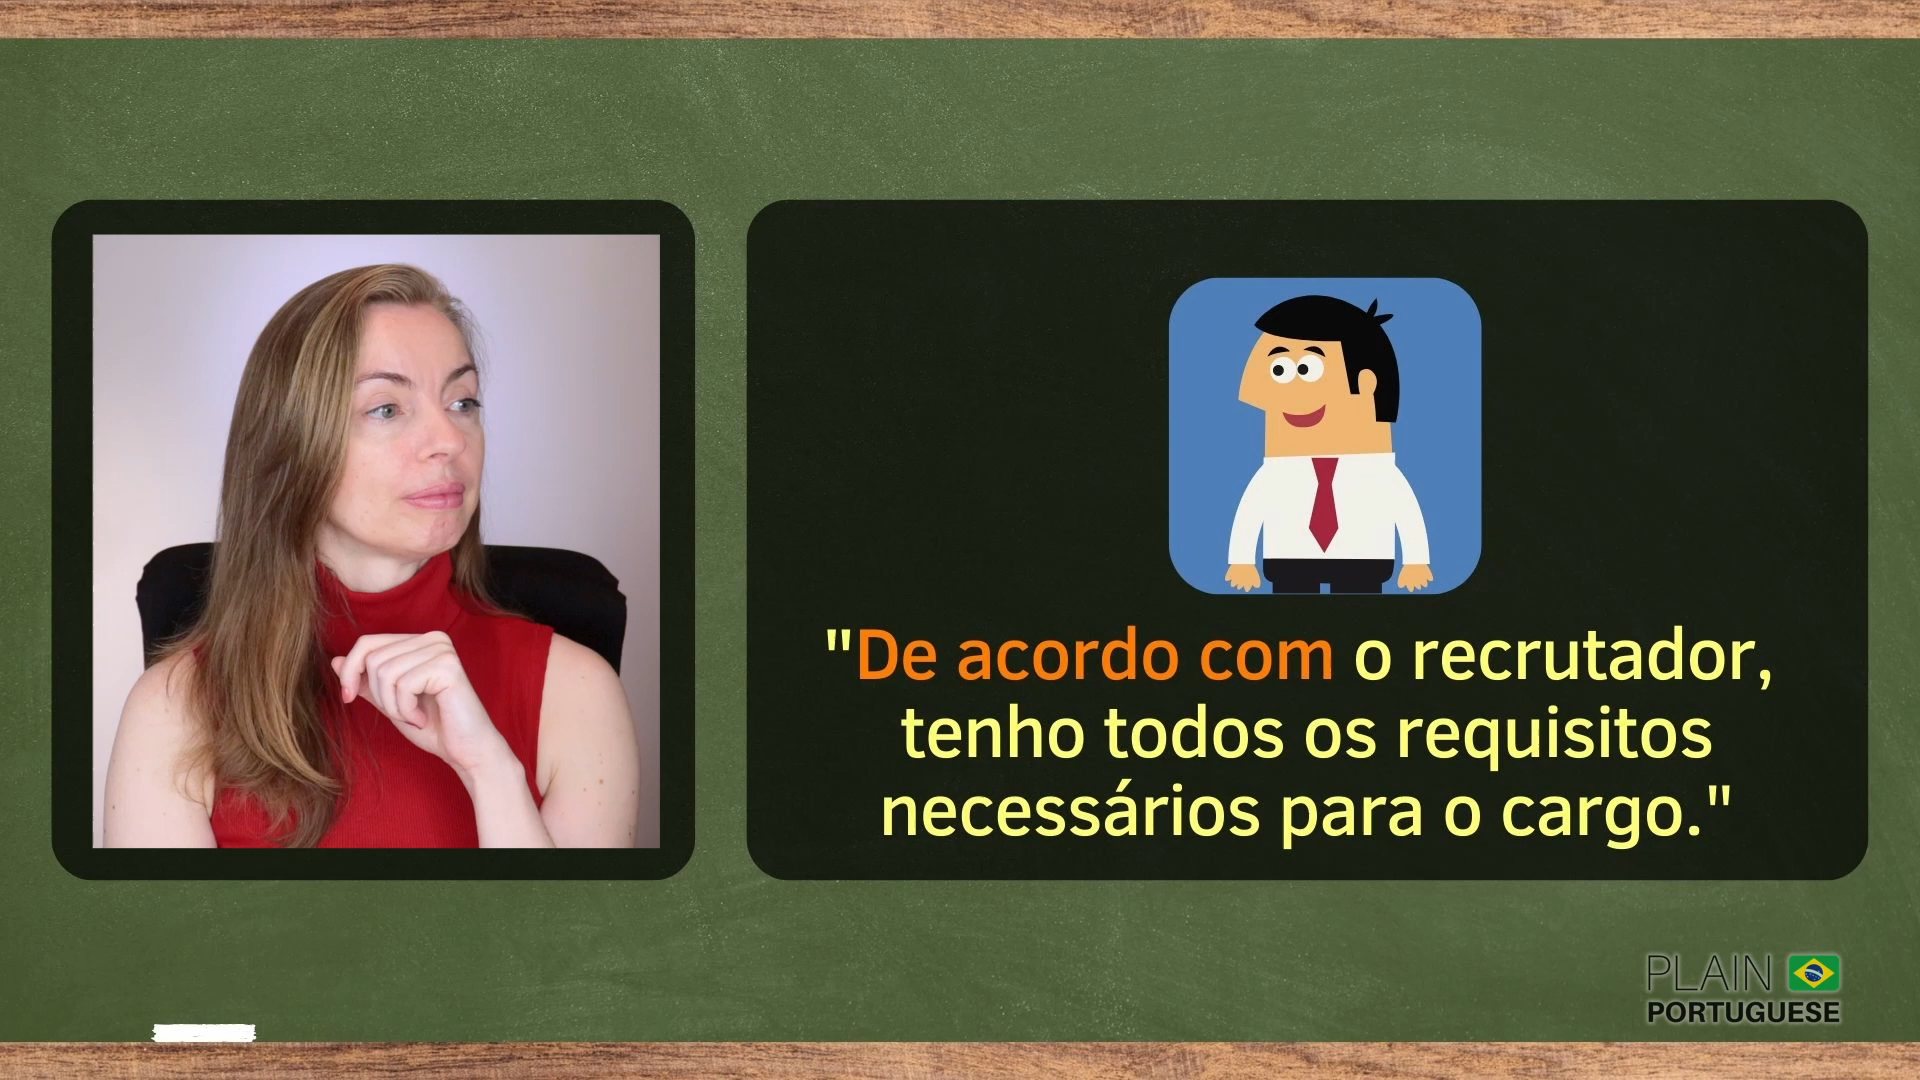 "De acordo com o recrutador,
tenho todos os requisitos
necessários para o cargo."
PLAIN
PORTUGUESE